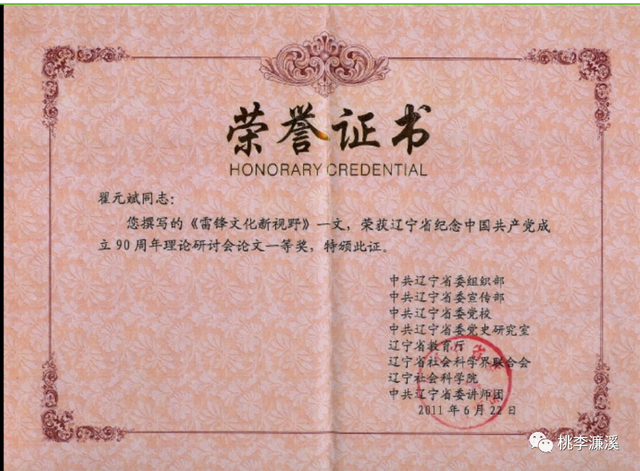 荣誉证书
HONORARY CREDENTIAL
翟元斌同志：
您撰写的《雷锋文化新视野》一文，荣获辽宁省纪念中国共产党成
立90周年理论研讨会论文一等奖，特颁此证。
中共辽宁省委组织部
中共辽宁省委宣传部
中共辽宁省委党校
中共辽宁省委党史研究室
辽宁省教育厅
辽宁省社会科学界联合会
辽宁社会科学院
中共辽宁省委讲师团
2011年6月22日
桃李濂溪